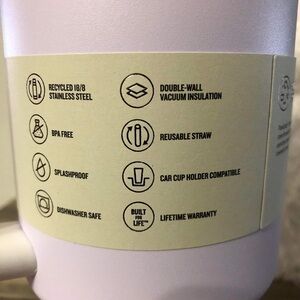 RECYCLED 18/8
STAINLESS STEEL
DOUBLE-WALL
VACUUM INSULATION
BPA FREE
REUSABLE STRAW
SPLASHPROOF
CAR CUP HOLDER COMPATIBLE
DISHWASHER SAFE
BUILT
FOR
LIFE™
LIFETIME WARRANTY